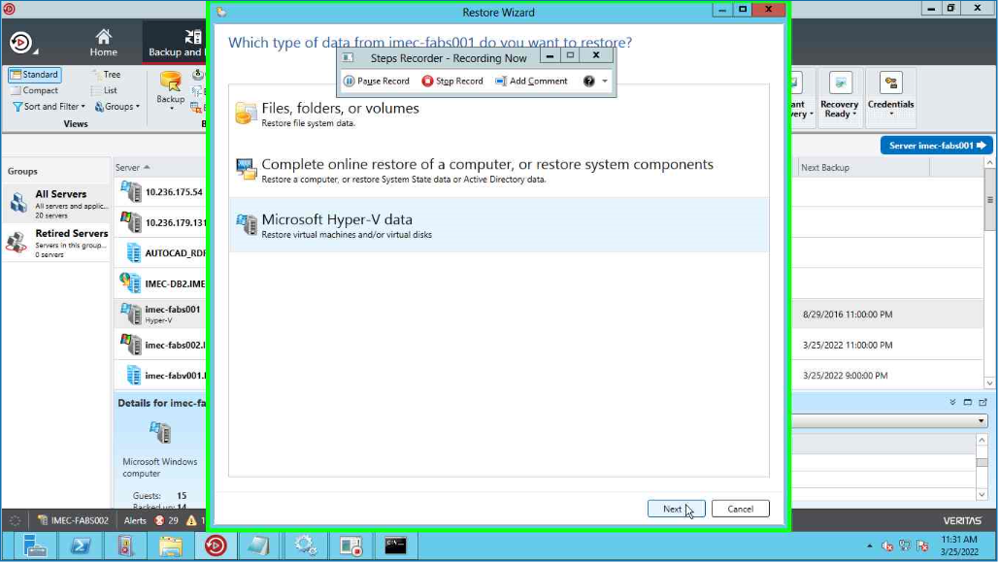 Restore Wizard
Which type of data from imec-fabs001 do you want to restore?
Steps Recorder - Recording Now
Pause Record
Stop Record
Add Comment
Home
Backup and
Standard
Tree
Compact
List
Sort and Filter
Groups
Views
Backup
Recovery
Ready
Credentials
Files, folders, or volumes
Restore file system data.
Complete online restore of a computer, or restore system components
Restore a computer, or restore System State data or Active Directory data.
Microsoft Hyper-V data
Restore virtual machines and/or virtual disks
Server imec-fabs001
Groups
Server
Next Backup
All Servers
All servers and applic...
20 servers
Retired Servers
Servers in this group...
0 servers
10.236.175.54
10.236.179.131
AUTOCAD_RDP
IMEC-DB2.IME
imec-fabs001
Hyper-V
8/29/2016 11:00:00 PM
imec-fabs002.
3/25/2022 11:00:00 PM
imec-fabv001.
3/25/2022 9:00:00 PM
Details for imec-fa
Microsoft Windows
computer
Guests: 15
Backed up: 14
Next
Cancel
IMEC-FABS002
Alerts
29
VERITAS
11:31 AM
3/25/2022